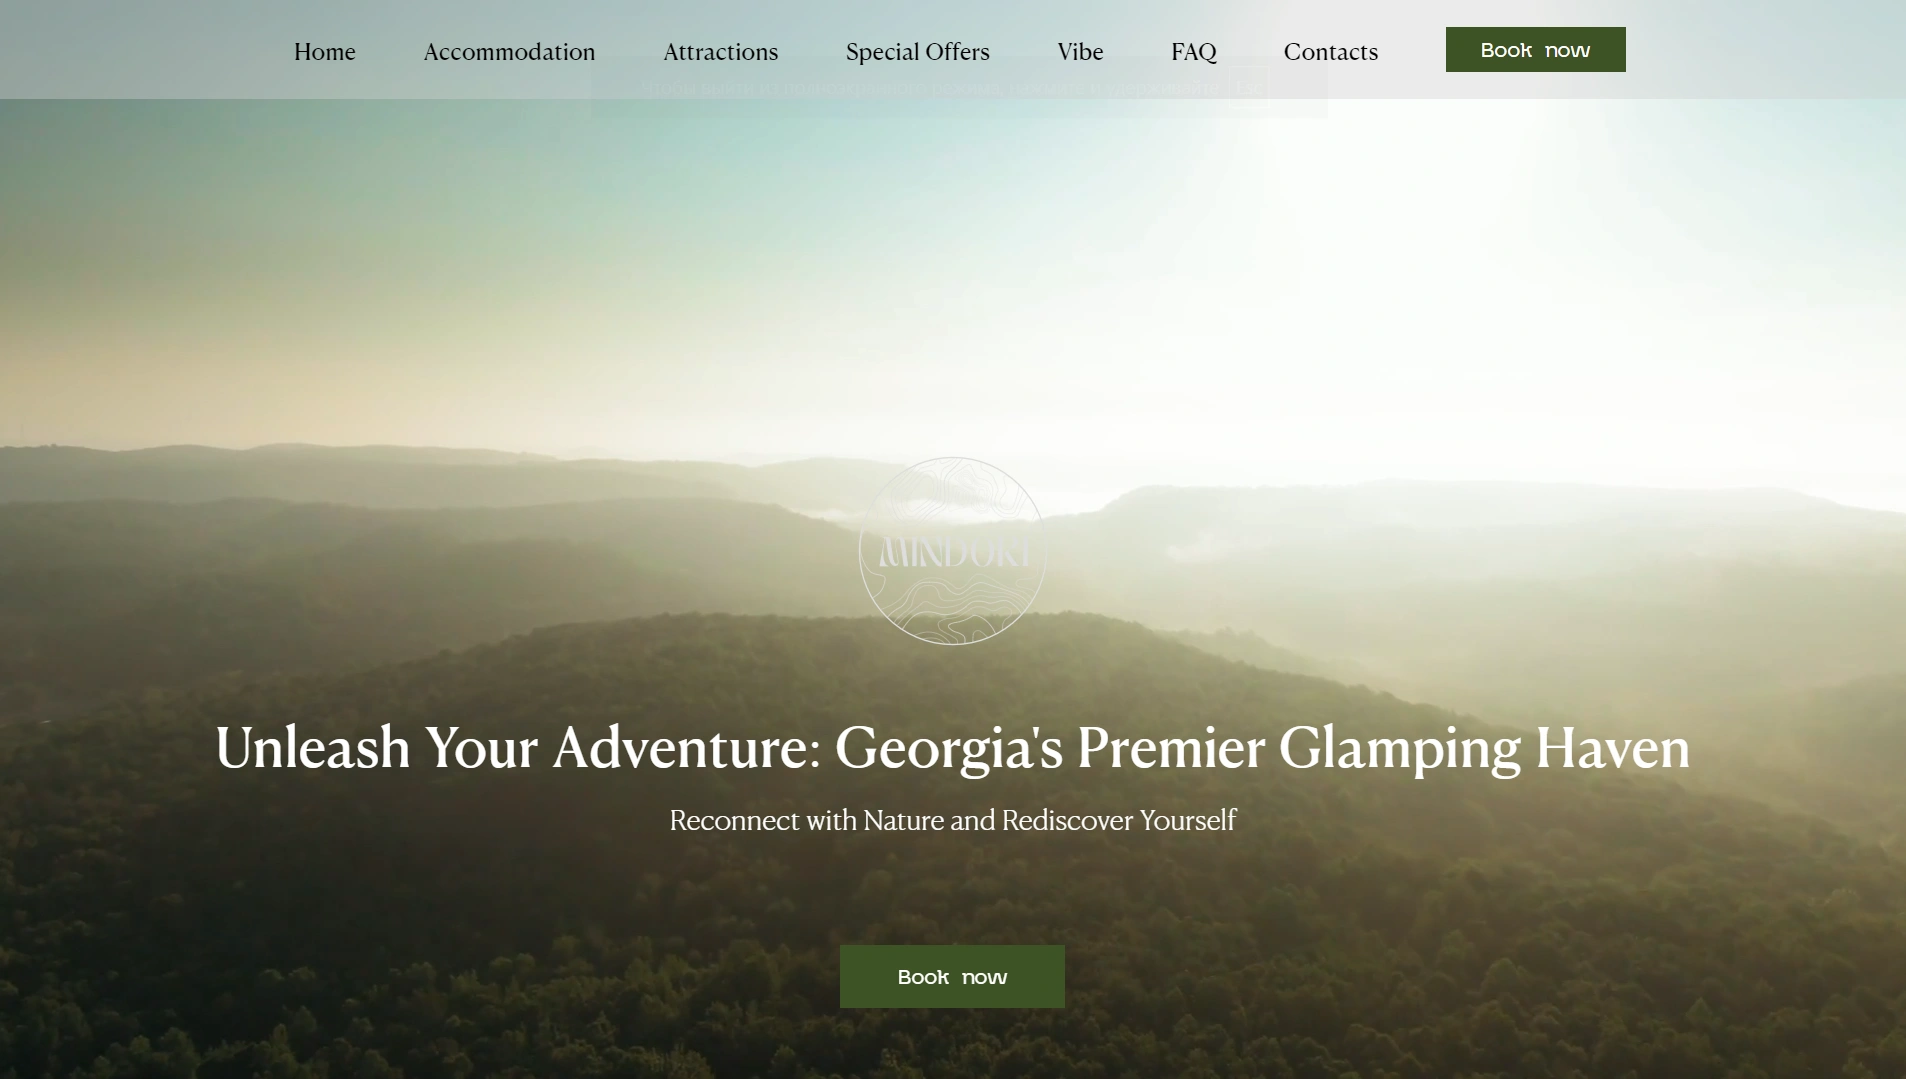 Home Accommodation Attractions Special Offers Vibe FAQ Contacts Book now
MINDORI
Unleash Your Adventure: Georgia's Premier Glamping Haven
Reconnect with Nature and Rediscover Yourself
Book now